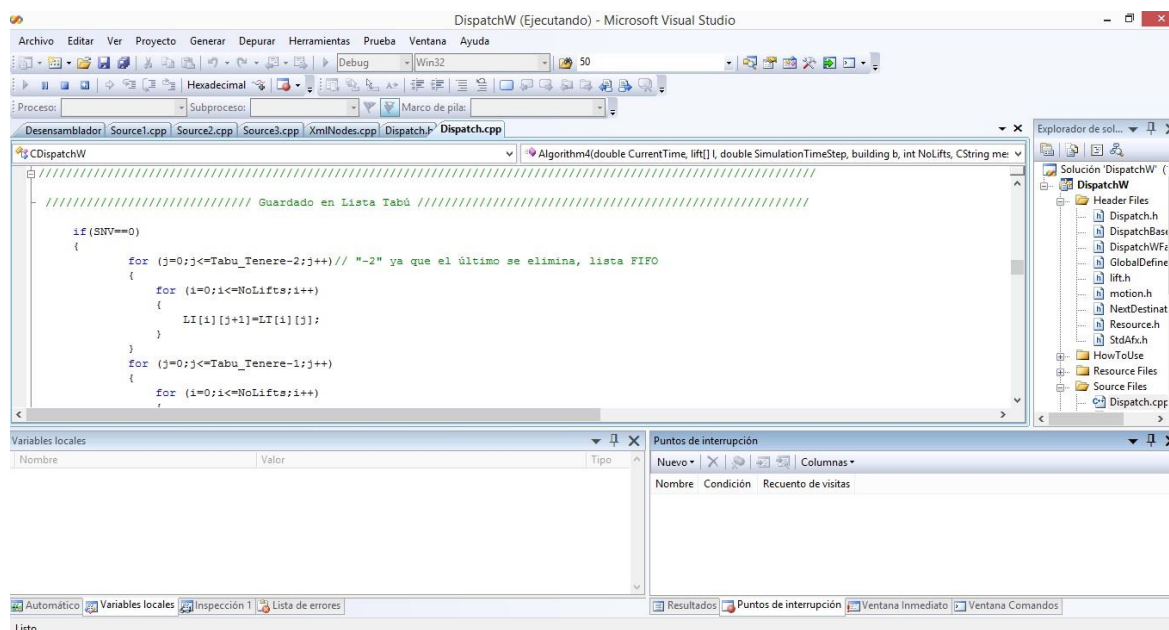 DispatchW (Ejecutando) - Microsoft Visual Studio
Archivo Editar Ver Proyecto Generar Depurar Herramientas Prueba Ventana Ayuda
Debug Win32 50
Hexadecimal
Proceso: Subproceso: Marco de pila:
Desensamblador Source1.cpp Source2.cpp Source3.cpp XmlNodes.cpp Dispatch.h Dispatch.cpp
CDispatchW Algorithm4(double CurrentTime, lift[] l, double SimulationTimeStep, building b, int NoLifts, CString mes
Guardado en Lista Tabú
if(SNV==0)
{
for (j=0;j<=Tabu_Tenere-2;j++)// "-2" ya que el último se elimina, lista FIFO
{
for (i=0;i<=NoLifts;i++)
{
LI[i][j+1]=LT[i][j];
}
}
for (j=0;j<=Tabu_Tenere-1;j++)
{
for (i=0;i<=NoLifts;i++)
Explorador de sol...
Solución 'DispatchW' (
DispatchW
Header Files
Dispatch.h
DispatchBase
DispatchWFa
GlobalDefine
lift.h
motion.h
NextDestinat
Resource.h
StdAfx.h
HowToUse
Resource Files
Source Files
Dispatch.cpp
Variables locales
Nombre Valor Tipo
Puntos de interrupción
Nuevo Columnas
Nombre Condición Recuento de visitas
Automático Variables locales Inspección 1 Lista de errores
Resultados Puntos de interrupción Ventana Inmediato Ventana Comandos
Listo